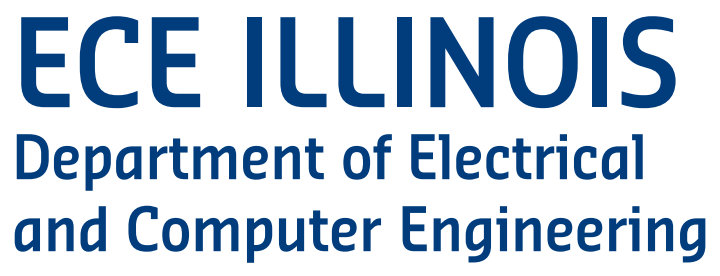 ECE ILLINOIS
Department of Electrical
and Computer Engineering